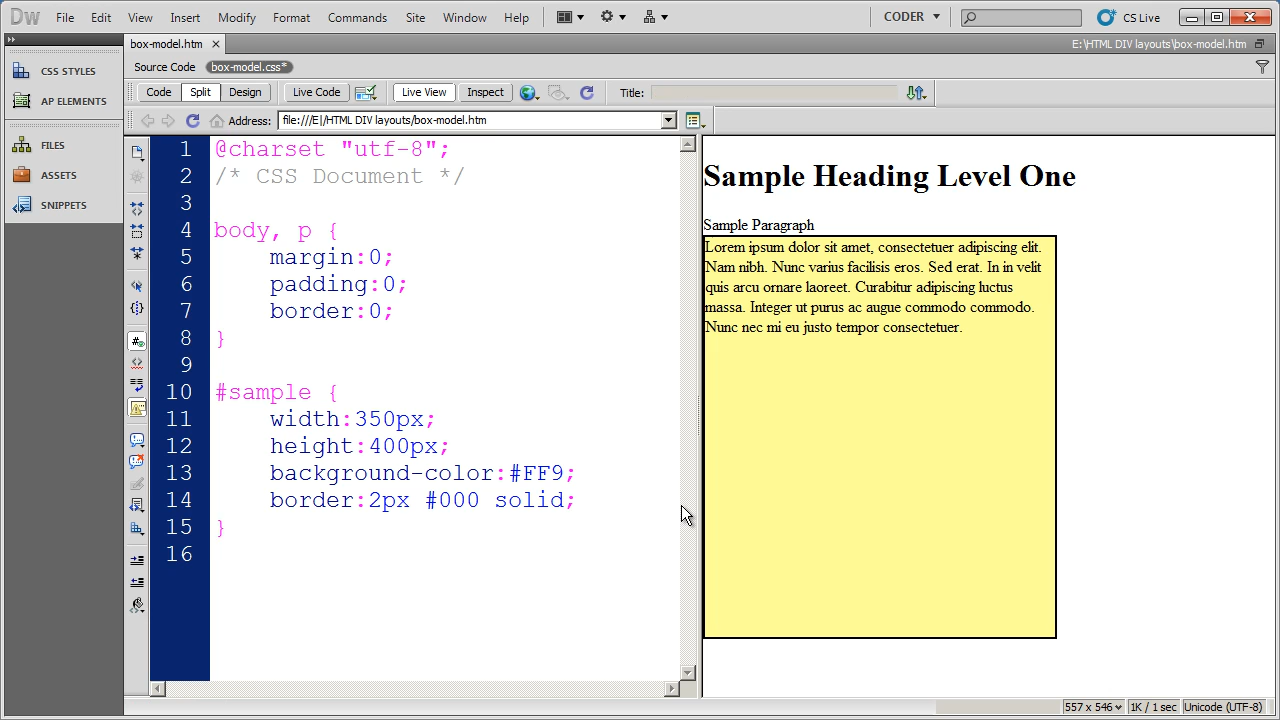 Dw File Edit View Insert Modify Format Commands Site Window Help CODER CS Live
box-model.htm E:\HTML DIV layouts\box-model.htm
Source Code box-model.css*
Code Split Design Live Code Live View Inspect Title:
Address: file:///E|/HTML DIV layouts/box-model.htm
CSS STYLES
AP ELEMENTS
FILES
ASSETS
SNIPPETS
1 @charset "utf-8";
2 /* CSS Document */
3
4 body, p {
5 margin:0;
6 padding:0;
7 border:0;
8 }
9
10 #sample {
11 width:350px;
12 height:400px;
13 background-color:#FF9;
14 border:2px #000 solid;
15 }
16
Sample Heading Level One
Sample Paragraph
Lorem ipsum dolor sit amet, consectetuer adipiscing elit.
Nam nibh. Nunc varius facilisis eros. Sed erat. In in velit
quis arcu ornare laoreet. Curabitur adipiscing luctus
massa. Integer ut purus ac augue commodo commodo.
Nunc nec mi eu justo tempor consectetuer.
557 x 546 1K / 1 sec Unicode (UTF-8)